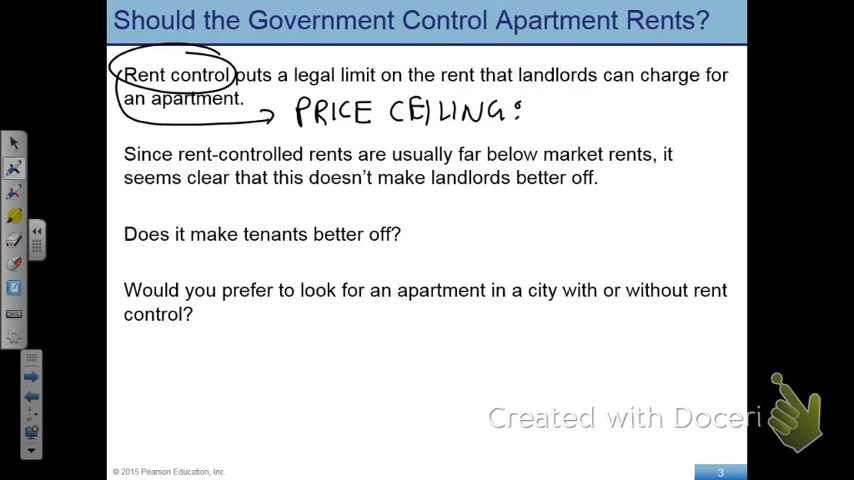 Should the Government Control Apartment Rents?
Rent control puts a legal limit on the rent that landlords can charge for
an apartment.
PRICE CEILING:
Since rent-controlled rents are usually far below market rents, it
seems clear that this doesn’t make landlords better off.
Does it make tenants better off?
Would you prefer to look for an apartment in a city with or without rent
control?
Created with Doceri
© 2015 Pearson Education, Inc.
3